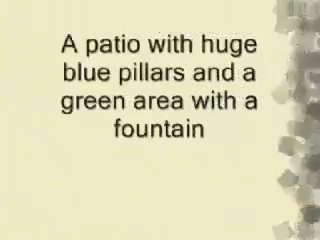 A patio with huge
blue pillars and a
green area with a
fountain